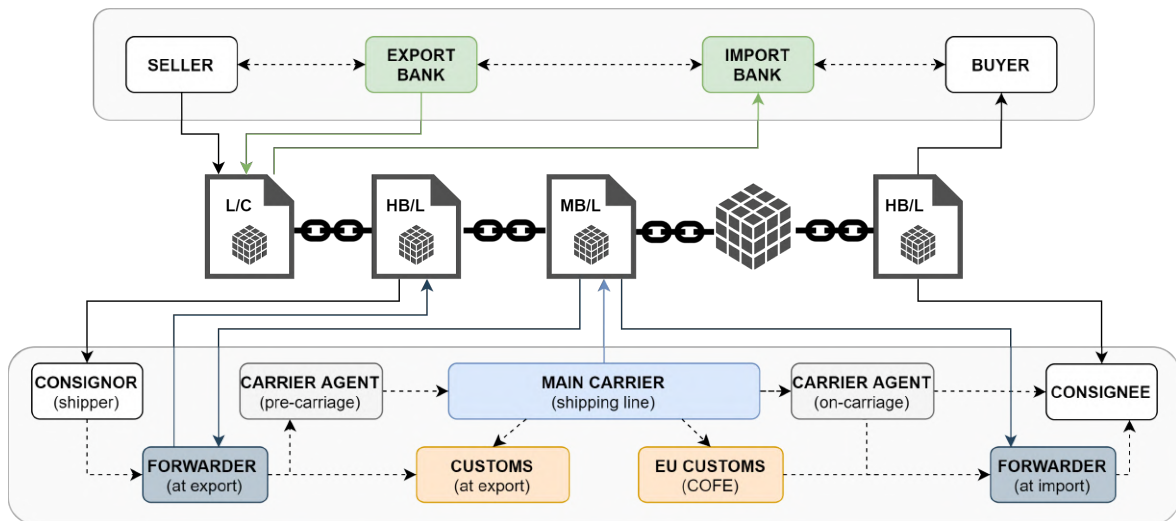 SELLER
EXPORT
BANK
IMPORT
BANK
BUYER
L/C
HB/L
MB/L
HB/L
CONSIGNOR
(shipper)
CARRIER AGENT
(pre-carriage)
MAIN CARRIER
(shipping line)
CARRIER AGENT
(on-carriage)
CONSIGNEE
FORWARDER
(at export)
CUSTOMS
(at export)
EU CUSTOMS
(COFE)
FORWARDER
(at import)